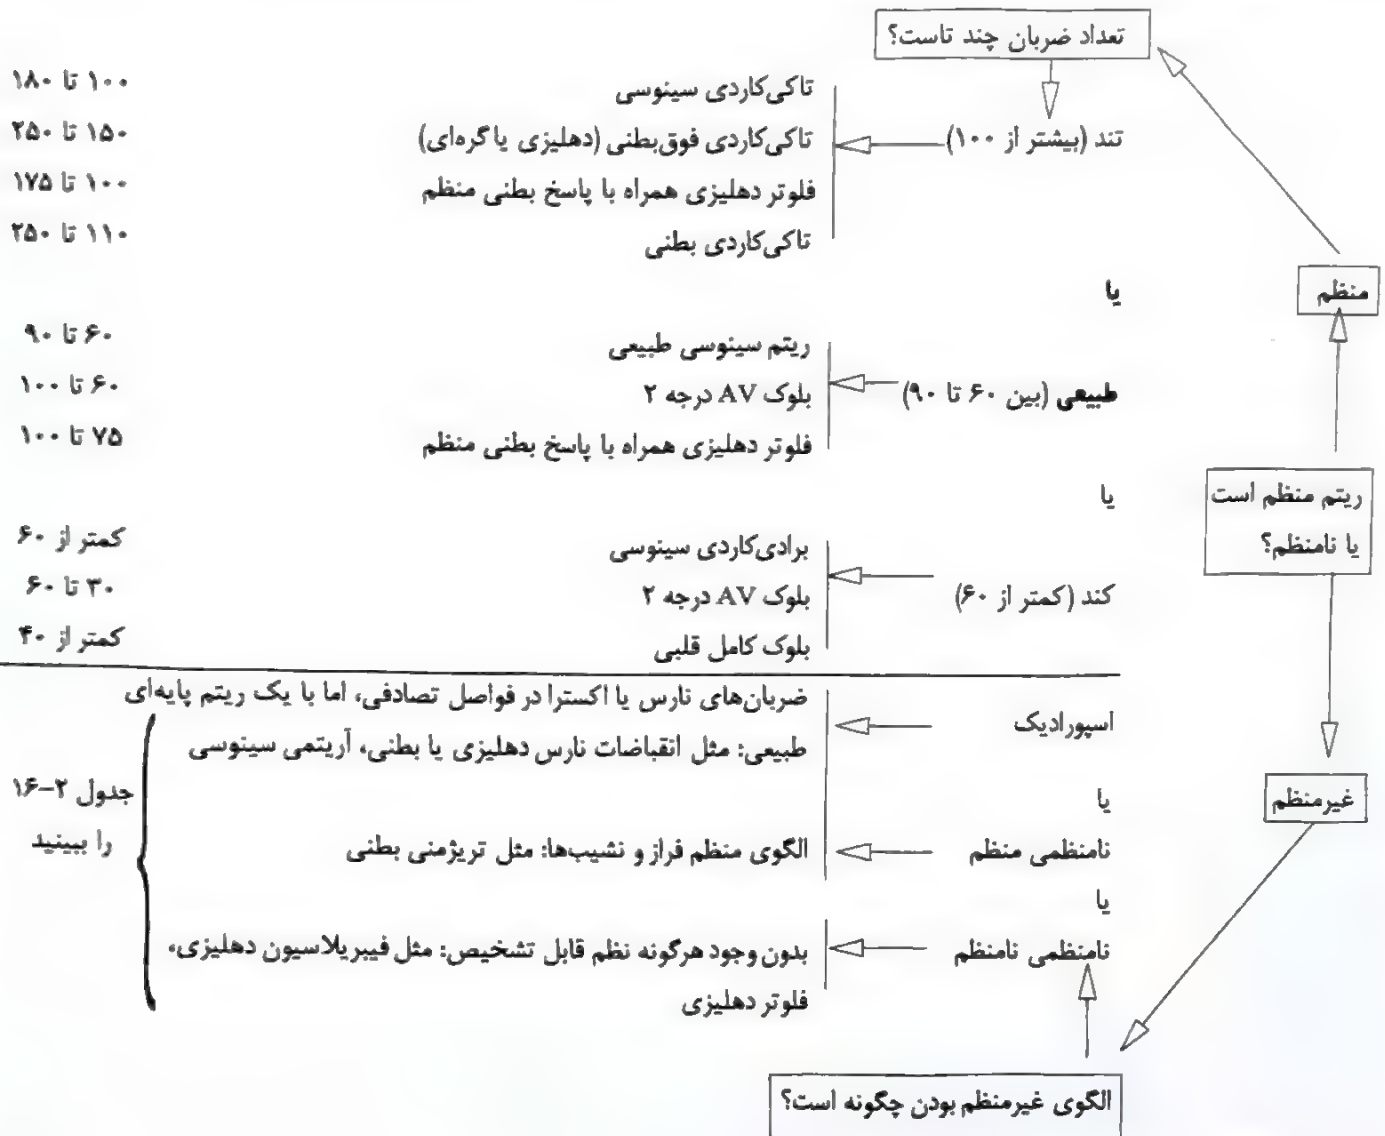 تعداد ضربان چند تاست؟
تاکی‌کاردی سینوسی ۱۰۰ تا ۱۸۰
تند (بیشتر از ۱۰۰) تاکی‌کاردی فوق‌بطنی (دهلیزی یا گره‌ای) ۱۵۰ تا ۲۵۰
فلوتر دهلیزی همراه با پاسخ بطنی منظم ۱۰۰ تا ۱۷۵
تاکی‌کاردی بطنی ۱۱۰ تا ۲۵۰
منظم
یا
ریتم سینوسی طبیعی ۶۰ تا ۹۰
طبیعی (بین ۶۰ تا ۹۰) بلوک AV درجه ۲ ۶۰ تا ۱۰۰
فلوتر دهلیزی همراه با پاسخ بطنی منظم ۷۵ تا ۱۰۰
ریتم منظم است
یا نامنظم؟
یا
برادی‌کاردی سینوسی کمتر از ۶۰
کند (کمتر از ۶۰) بلوک AV درجه ۲ ۳۰ تا ۶۰
بلوک کامل قلبی کمتر از ۴۰
غیرمنظم
اسپورادیک ضربان‌های نارس یا اکسترا در فواصل تصادفی، اما با یک ریتم پایه‌ای
طبیعی: مثل انقباضات نارس دهلیزی یا بطنی، آریتمی سینوسی
یا
نامنظمی منظم الگوی منظم فراز و نشیب‌ها: مثل تریژمنی بطنی
یا
نامنظمی نامنظم بدون وجود هرگونه نظم قابل تشخیص: مثل فیبریلاسیون دهلیزی،
فلوتر دهلیزی
جدول ۲-۱۶
را ببینید
الگوی غیرمنظم بودن چگونه است؟